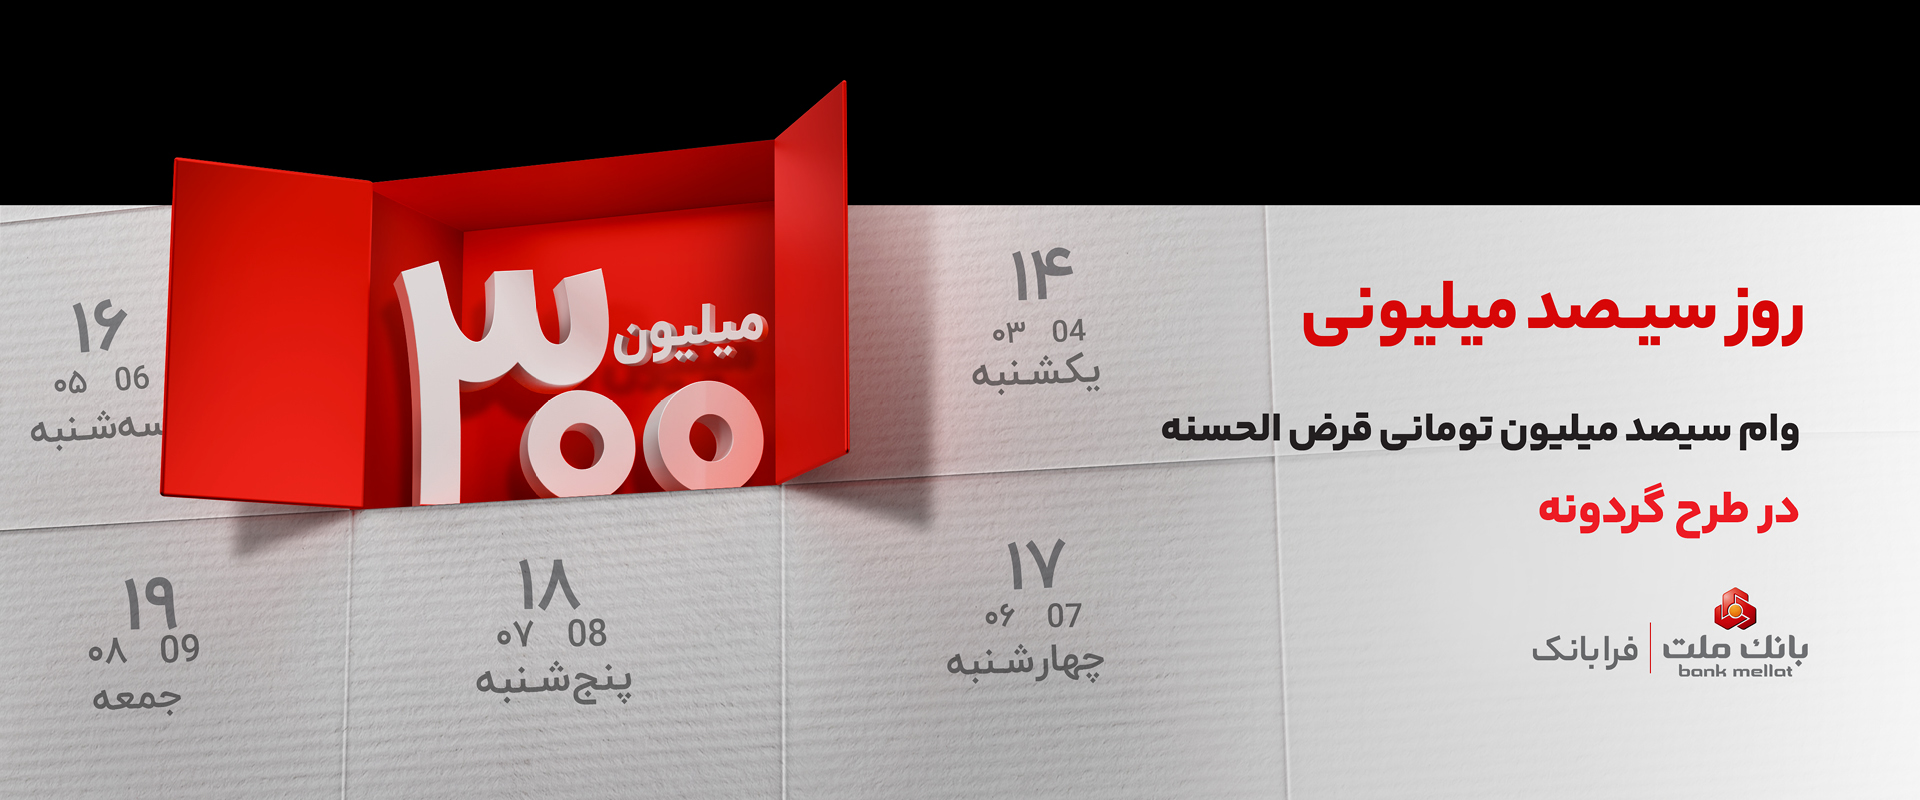 روز سیصد میلیونی
وام سیصد میلیون تومانی قرض الحسنه
در طرح گردونه
بانک ملت
bank mellat
فرابانک
میلیون
۳۰۰
۱۴
۰۳ 04
یکشنبه
۱۶
۰۵ 06
سه‌شنبه
۱۷
۰۶ 07
چهارشنبه
۱۸
۰۷ 08
پنج‌شنبه
۱۹
۰۸ 09
جمعه